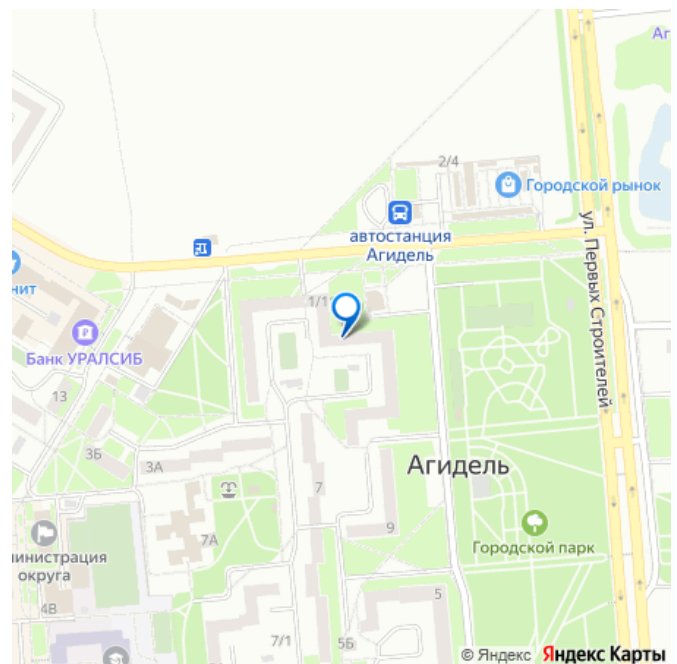 Аг
2/4
Городской рынок
автостанция
Агидель
ул. Первых Строителей
нит
1/1
Банк УРАЛСИБ
13
3Б
3А
Агидель
7
9
7А
Городской парк
министрация
округа
4В
5
7/1
5Б
© Яндекс Яндекс Карты